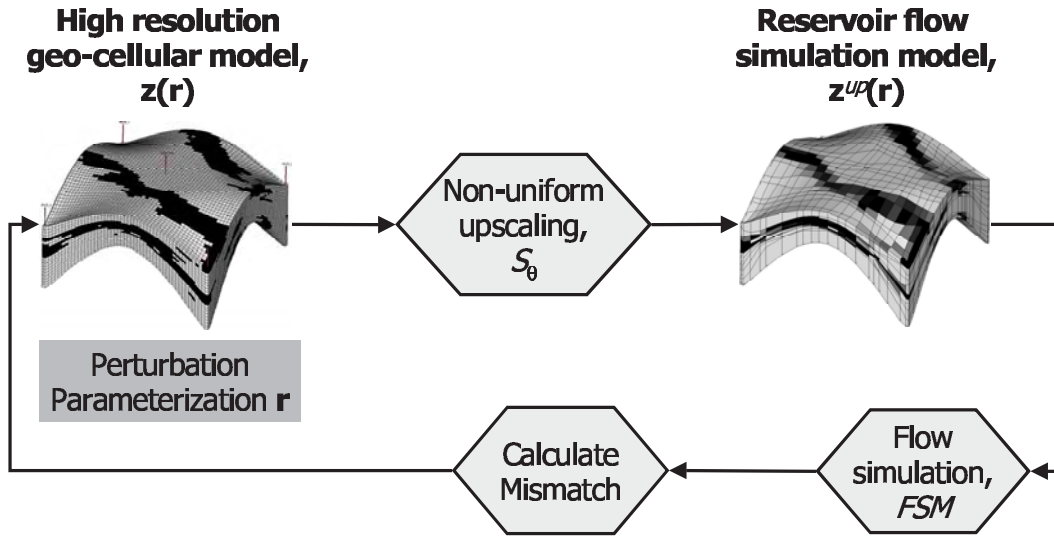 High resolution
geo-cellular model,
z(r)
Reservoir flow
simulation model,
z^up(r)
Non-uniform
upscaling,
S_θ
Perturbation
Parameterization r
Calculate
Mismatch
Flow
simulation,
FSM